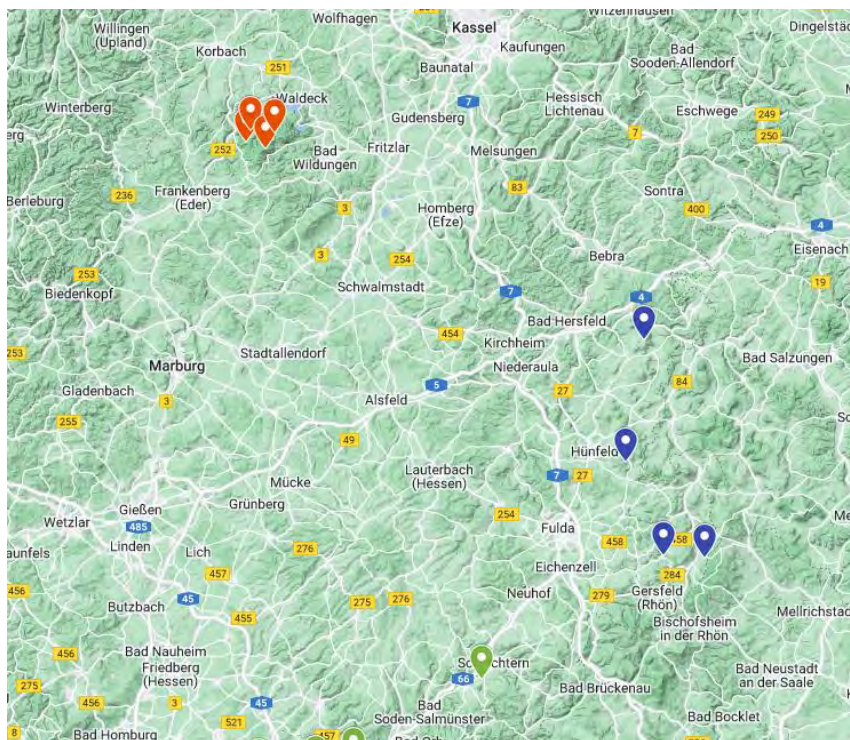 Willingen
(Upland)
Wolfhagen
Kassel
Witzenhausen
Dingelstäd
Korbach
Kaufungen
251
Baunatal
Bad
Sooden-Allendorf
Winterberg
Waldeck
7
Hessisch
Lichtenau
Eschwege
249
Gudensberg
7
250
252
Bad
Wildungen
Fritzlar
Melsungen
Berleburg
236
Frankenberg
(Eder)
83
Sontra
3
Homberg
(Efze)
400
4
3
254
Bebra
Eisenach
253
19
Biedenkopf
Schwalmstadt
7
4
Bad Hersfeld
454
Kirchheim
253
Stadtallendorf
Marburg
Niederaula
Bad Salzungen
5
84
Gladenbach
3
Alsfeld
27
255
49
Hünfeld
Lauterbach
(Hessen)
7
27
Mücke
Gießen
Grünberg
Wetzlar
485
254
Fulda
Linden
Lich
276
458
458
aunfels
Eichenzell
457
284
456
45
275
276
Neuhof
279
Gersfeld
(Rhön)
Butzbach
455
Mellrichsta
Bischofsheim
in der Rhön
Bad Nauheim
456
Friedberg
(Hessen)
66
Bad Neustadt
an der Saale
275
456
3
45
Bad
Soden-Salmünster
Bad Brückenau
521
Bad Bocklet
8
Bad Homburg
457